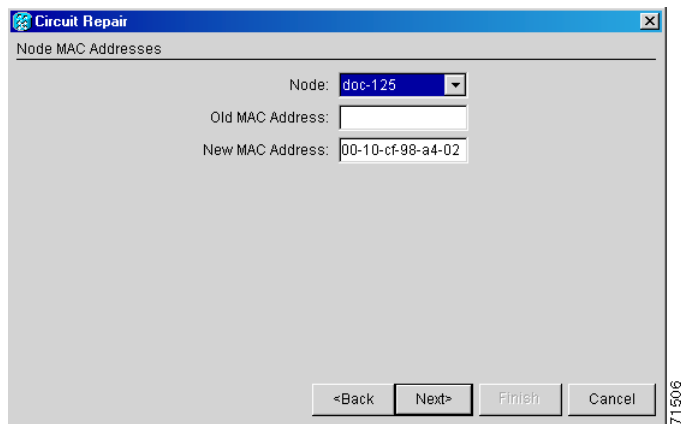 Circuit Repair
Node MAC Addresses
Node: doc-125
Old MAC Address:
New MAC Address: 00-10-cf-98-a4-02
<Back Next> Finish Cancel
71506